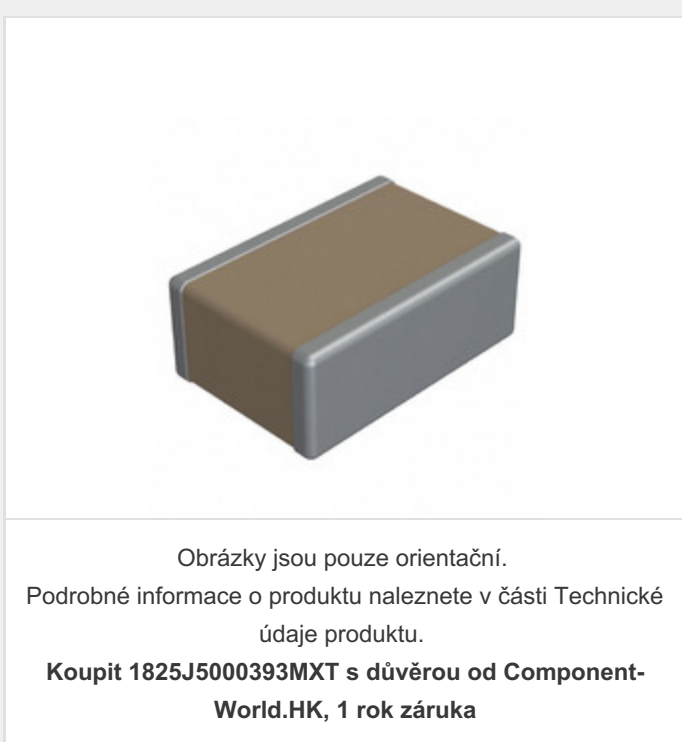 Obrázky jsou pouze orientační.
Podrobné informace o produktu naleznete v části Technické
údaje produktu.
Koupit 1825J5000393MXT s důvěrou od Component-
World.HK, 1 rok záruka